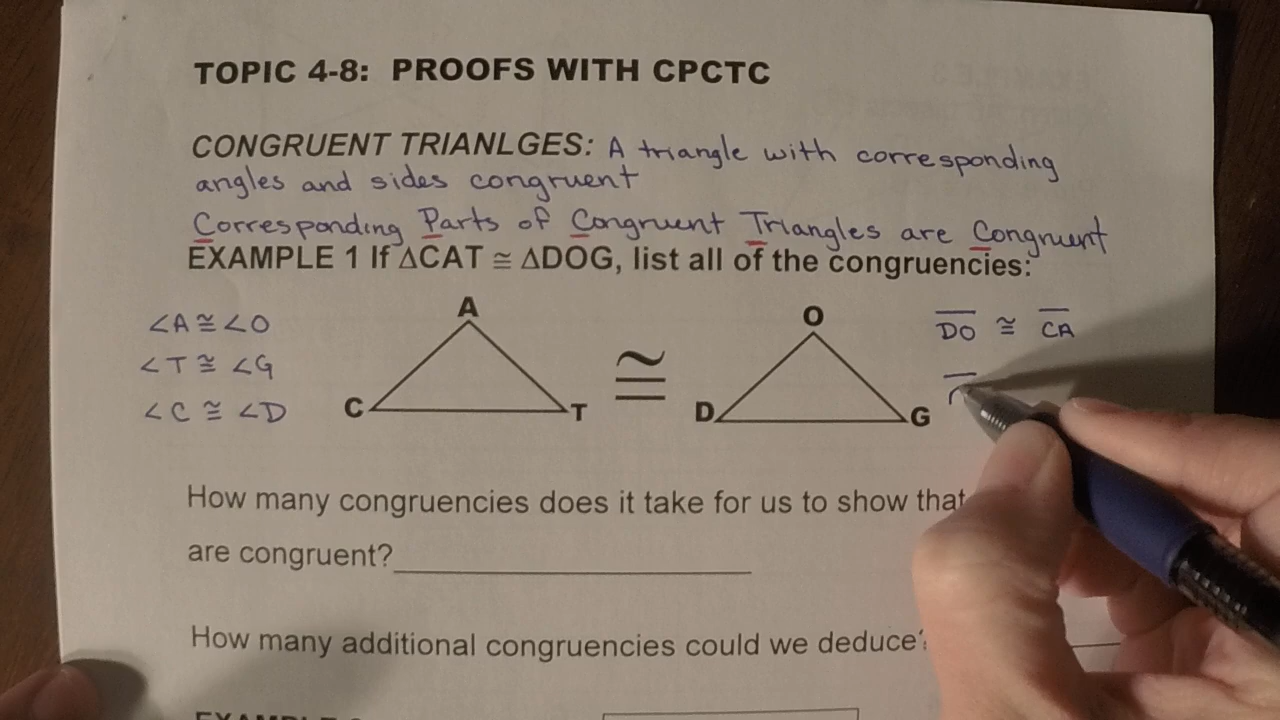 TOPIC 4-8: PROOFS WITH CPCTC
CONGRUENT TRIANLGES: A triangle with corresponding
angles and sides congruent
Corresponding Parts of Congruent Triangles are Congruent
EXAMPLE 1 If ΔCAT ≅ ΔDOG, list all of the congruencies:
∠A ≅ ∠O
∠T ≅ ∠G
∠C ≅ ∠D
A
C
T
≅
O
D
G
D̅O̅ ≅ C̅A̅
How many congruencies does it take for us to show that
are congruent?
How many additional congruencies could we deduce?